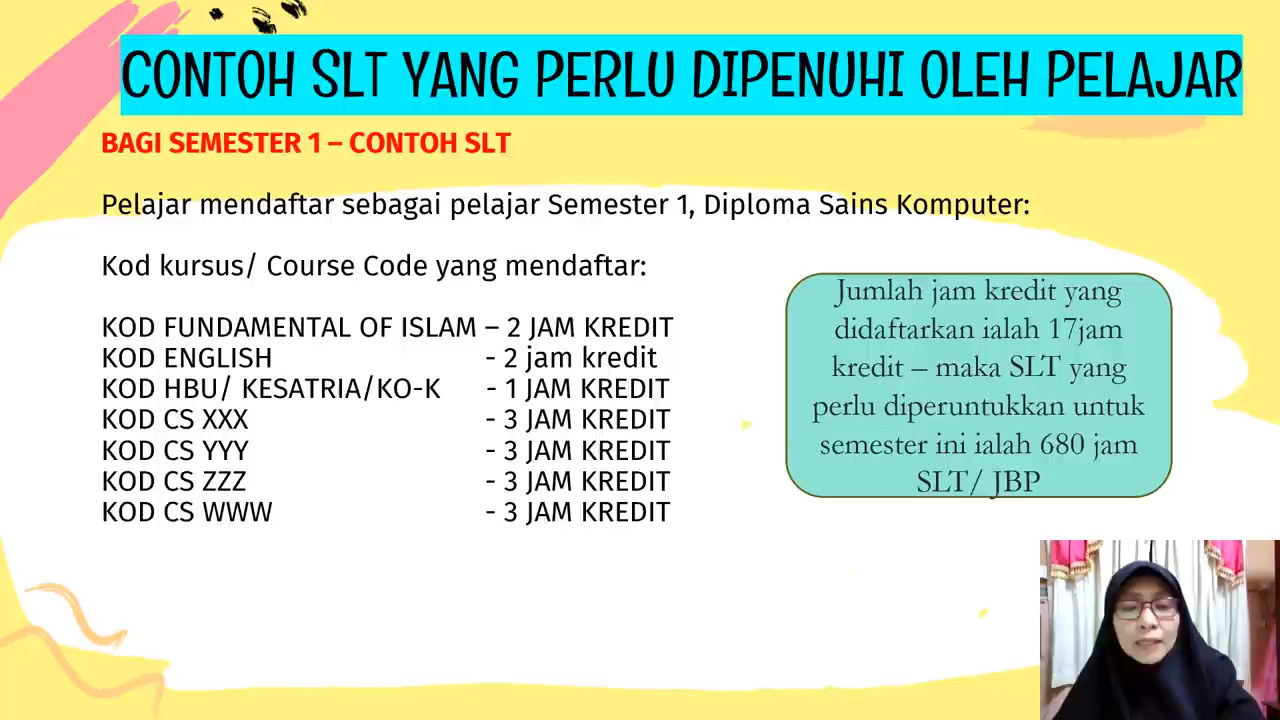 CONTOH SLT YANG PERLU DIPENUHI OLEH PELAJAR
BAGI SEMESTER 1 – CONTOH SLT
Pelajar mendaftar sebagai pelajar Semester 1, Diploma Sains Komputer:
Kod kursus/ Course Code yang mendaftar:
KOD FUNDAMENTAL OF ISLAM – 2 JAM KREDIT
KOD ENGLISH - 2 jam kredit
KOD HBU/ KESATRIA/KO-K - 1 JAM KREDIT
KOD CS XXX - 3 JAM KREDIT
KOD CS YYY - 3 JAM KREDIT
KOD CS ZZZ - 3 JAM KREDIT
KOD CS WWW - 3 JAM KREDIT
Jumlah jam kredit yang
didaftarkan ialah 17jam
kredit – maka SLT yang
perlu diperuntukkan untuk
semester ini ialah 680 jam
SLT/ JBP